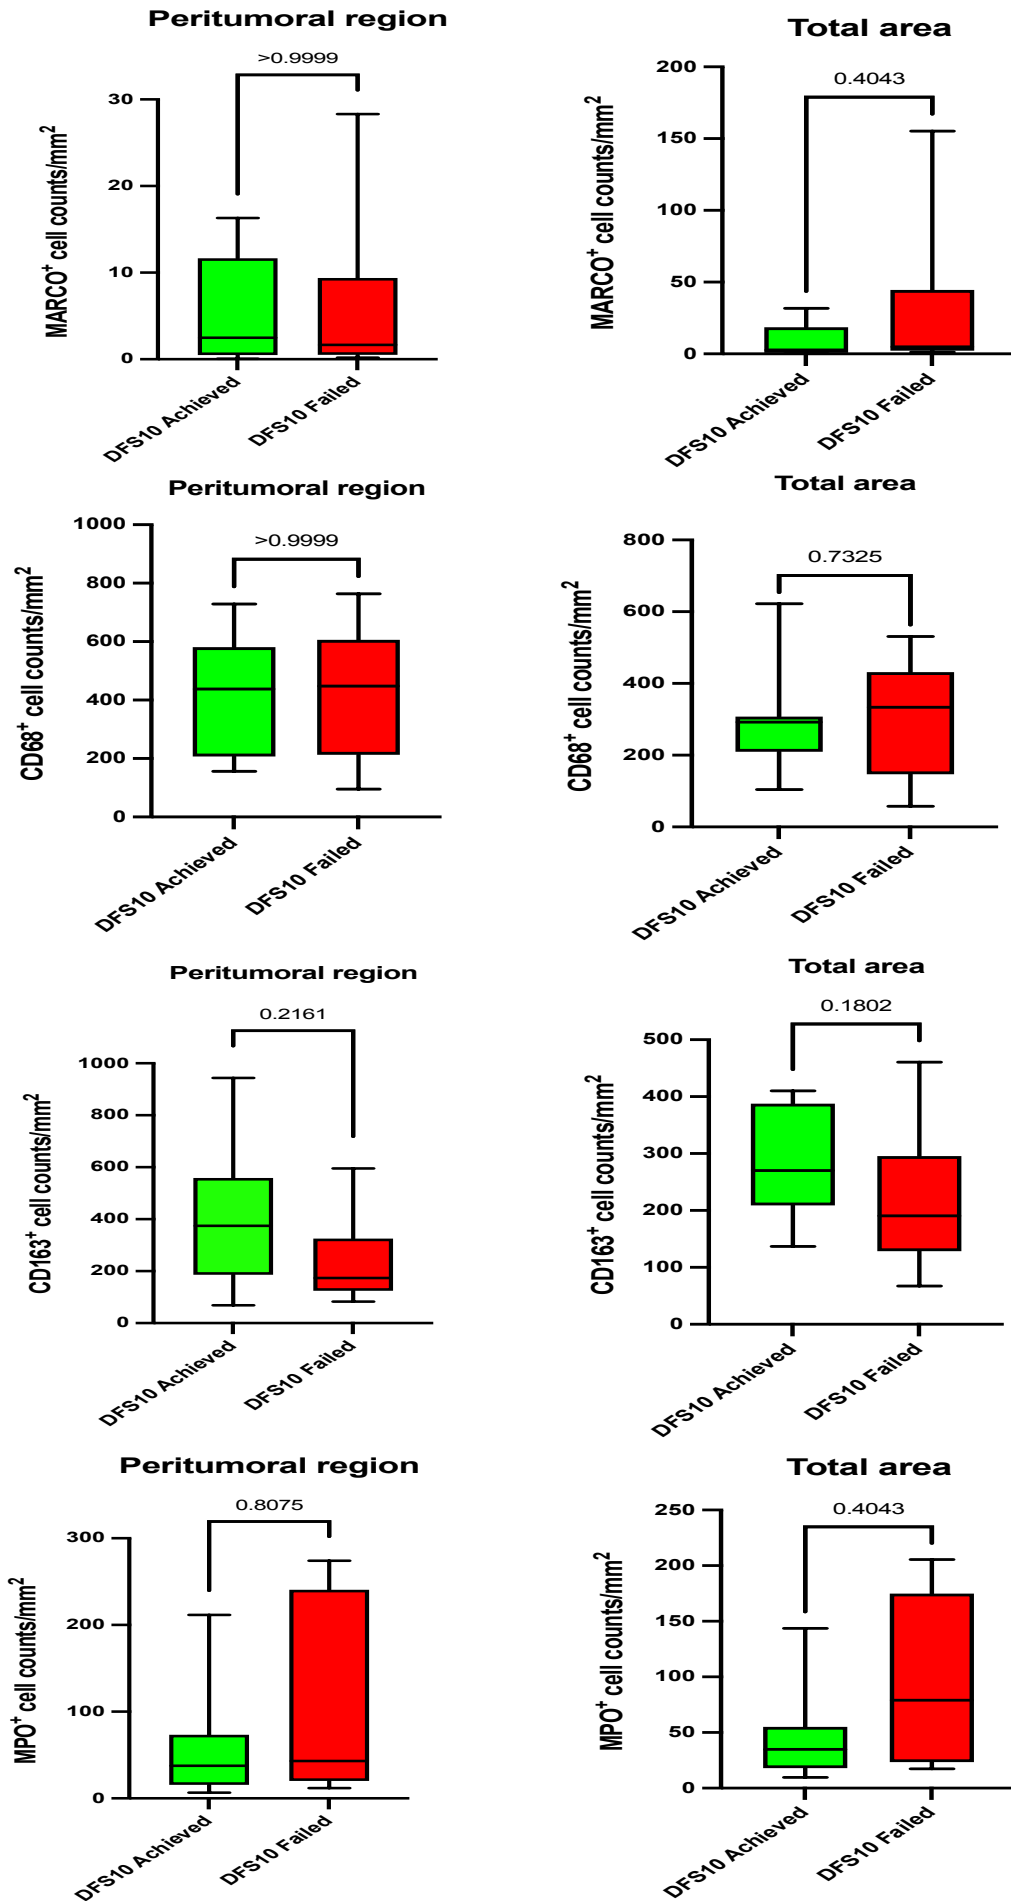 Peritumoral region
>0.9999
MARCO+ cell counts/mm2
30
20
10
0
DFS10 Achieved
DFS10 Failed
Total area
0.4043
MARCO+ cell counts/mm2
200
150
100
50
0
DFS10 Achieved
DFS10 Failed
Peritumoral region
>0.9999
CD68+ cell counts/mm2
1000
800
600
400
200
0
DFS10 Achieved
DFS10 Failed
Total area
0.7325
CD68+ cell counts/mm2
800
600
400
200
0
DFS10 Achieved
DFS10 Failed
Peritumoral region
0.2161
CD163+ cell counts/mm2
1000
800
600
400
200
0
DFS10 Achieved
DFS10 Failed
Total area
0.1802
CD163+ cell counts/mm2
500
400
300
200
100
0
DFS10 Achieved
DFS10 Failed
Peritumoral region
0.8075
MPO+ cell counts/mm2
300
200
100
0
DFS10 Achieved
DFS10 Failed
Total area
0.4043
MPO+ cell counts/mm2
250
200
150
100
50
0
DFS10 Achieved
DFS10 Failed